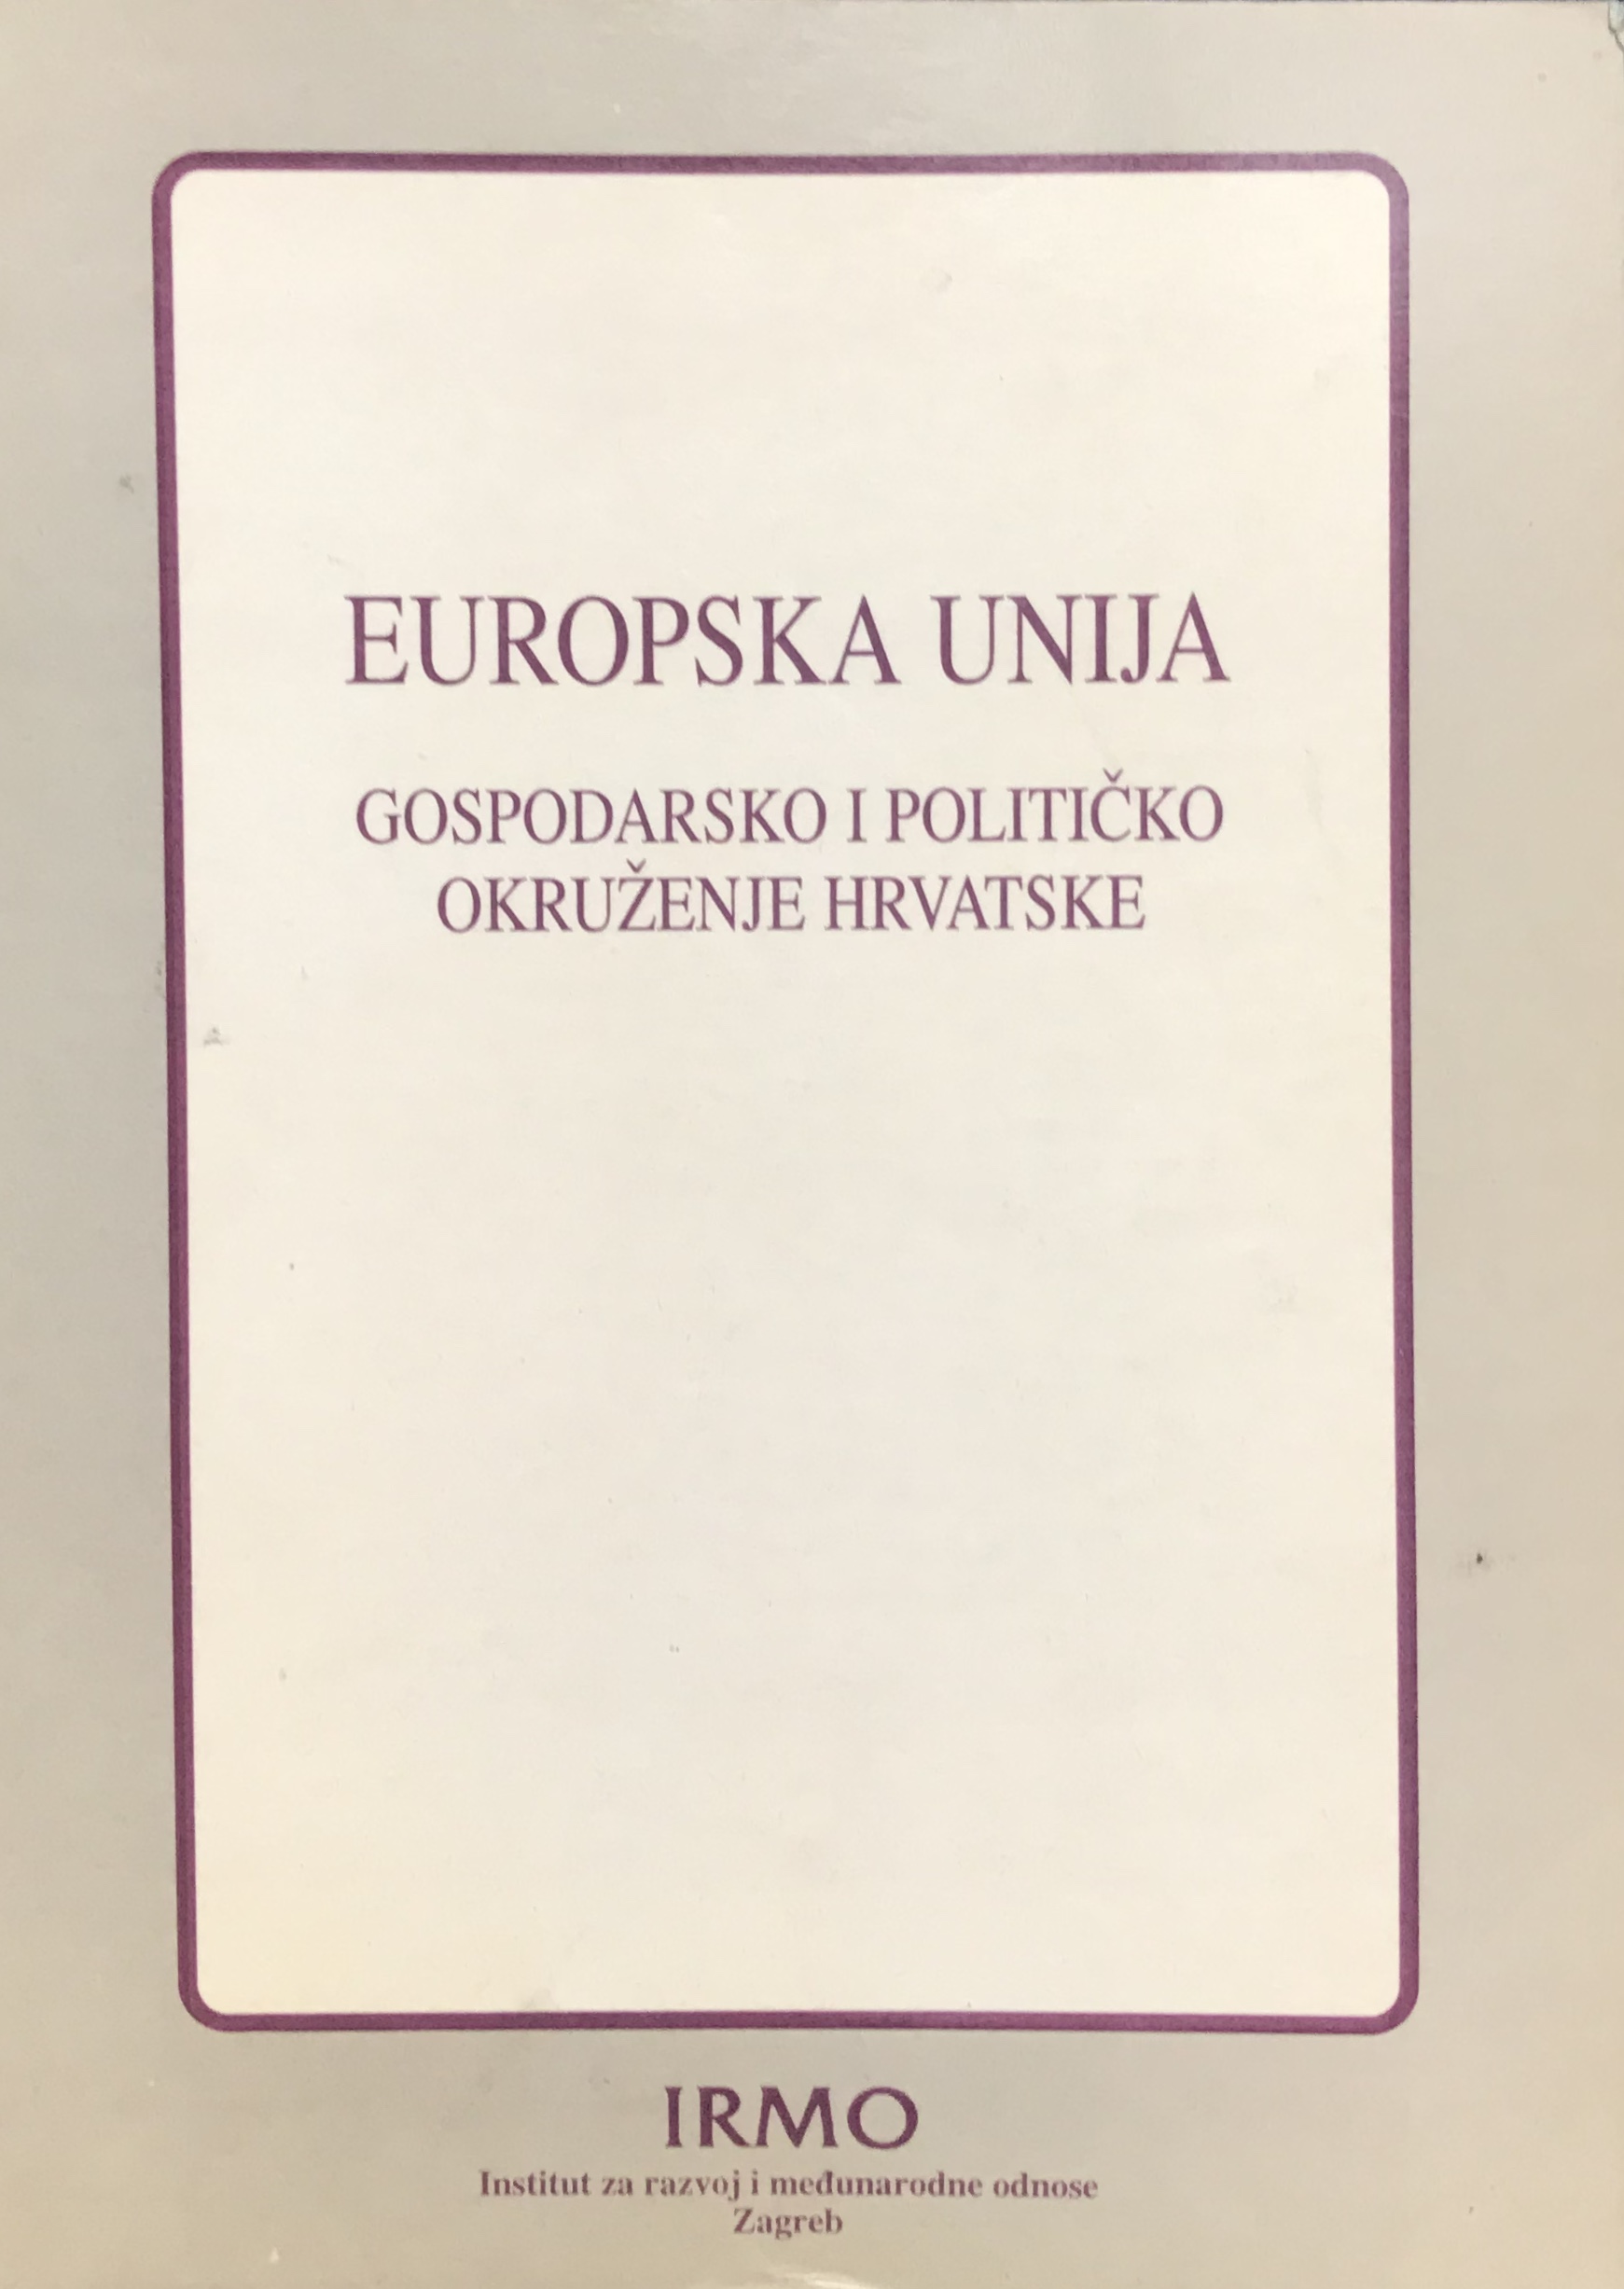 EUROPSKA UNIJA
GOSPODARSKO I POLITIČKO
OKRUŽENJE HRVATSKE
IRMO
Institut za razvoj i međunarodne odnose
Zagreb